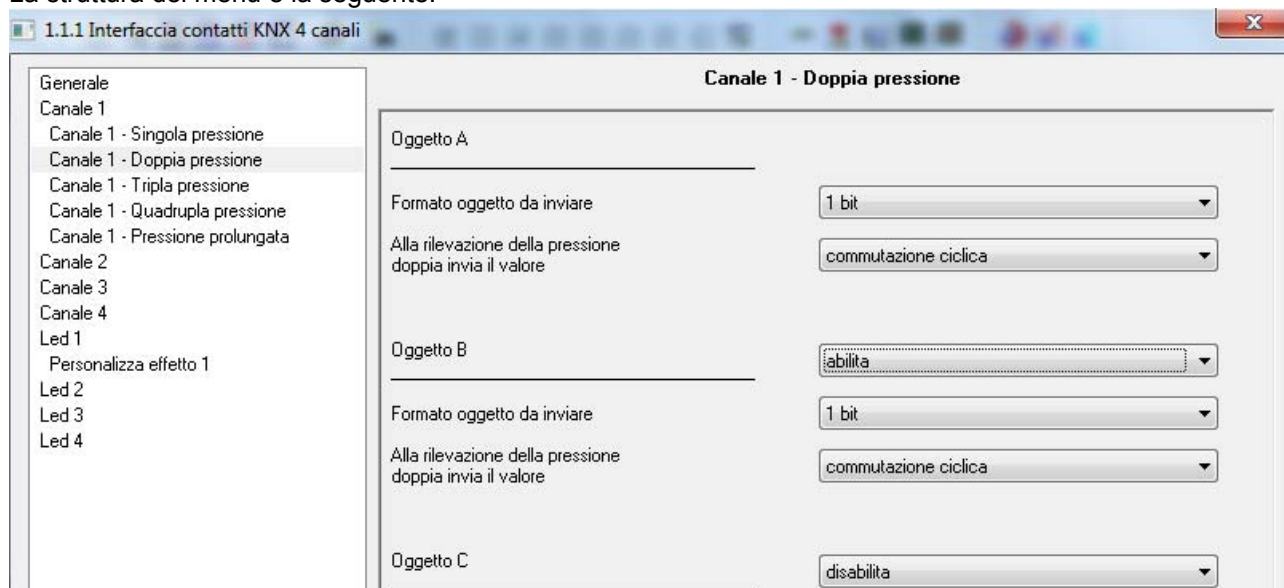 La struttura del menù è la seguente:
1.1.1 Interfaccia contatti KNX 4 canali
Generale
Canale 1
Canale 1 - Singola pressione
Canale 1 - Doppia pressione
Canale 1 - Tripla pressione
Canale 1 - Quadrupla pressione
Canale 1 - Pressione prolungata
Canale 2
Canale 3
Canale 4
Led 1
Personalizza effetto 1
Led 2
Led 3
Led 4
Canale 1 - Doppia pressione
Oggetto A
Formato oggetto da inviare
1 bit
Alla rilevazione della pressione
doppia invia il valore
commutazione ciclica
Oggetto B
abilita
Formato oggetto da inviare
1 bit
Alla rilevazione della pressione
doppia invia il valore
commutazione ciclica
Oggetto C
disabilita